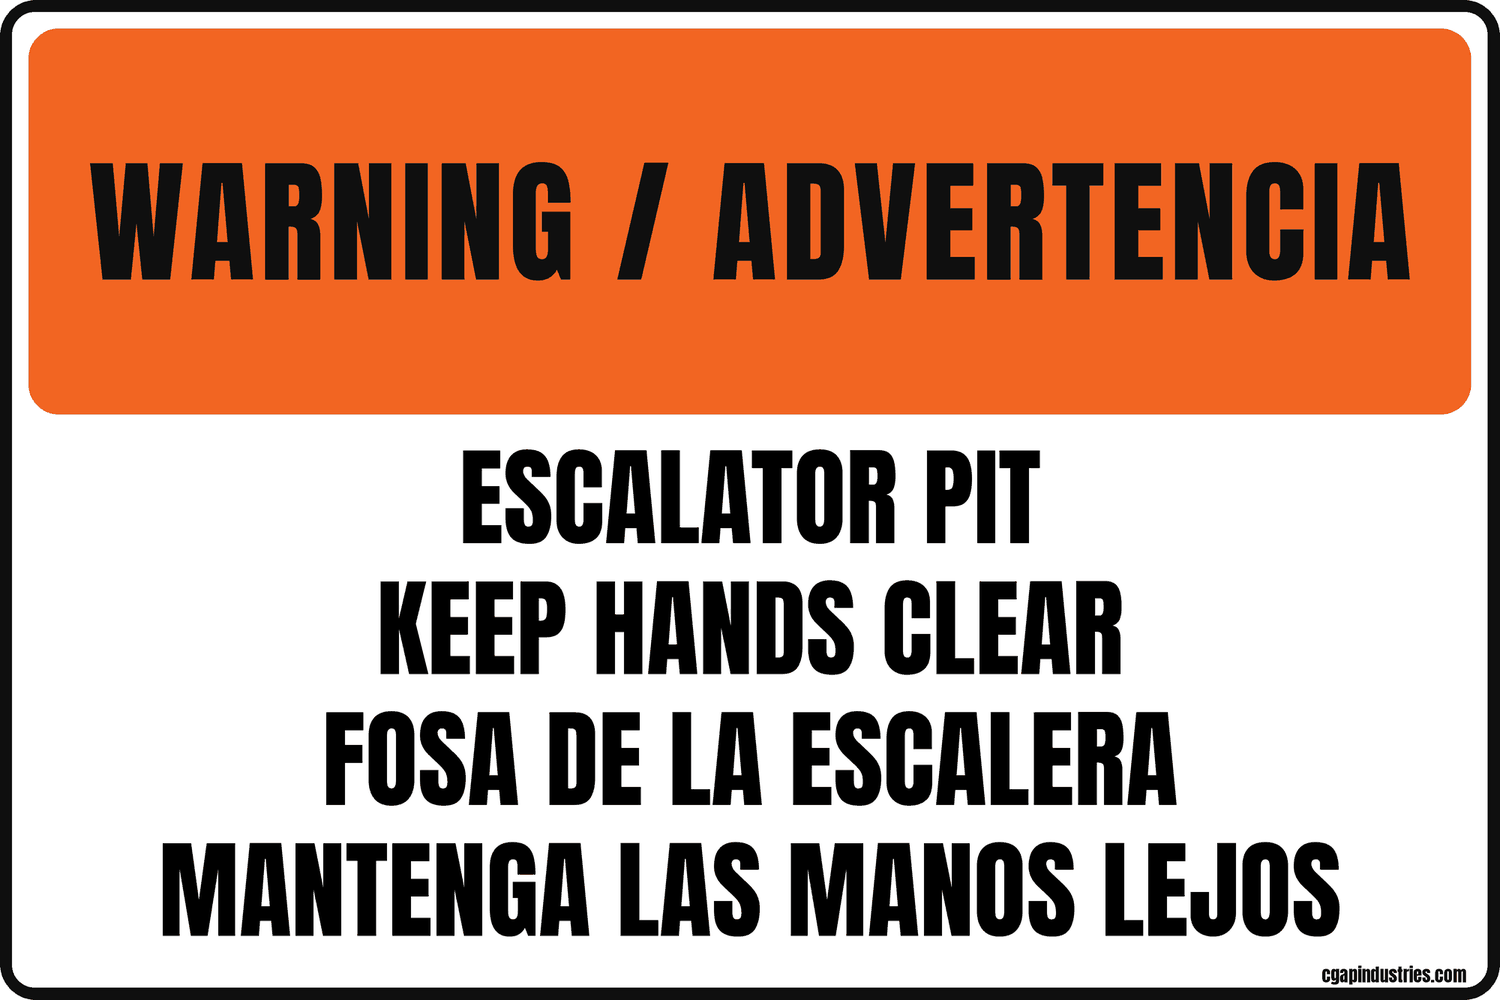 WARNING / ADVERTENCIA
ESCALATOR PIT
KEEP HANDS CLEAR
FOSA DE LA ESCALERA
MANTENGA LAS MANOS LEJOS
cgapindustries.com